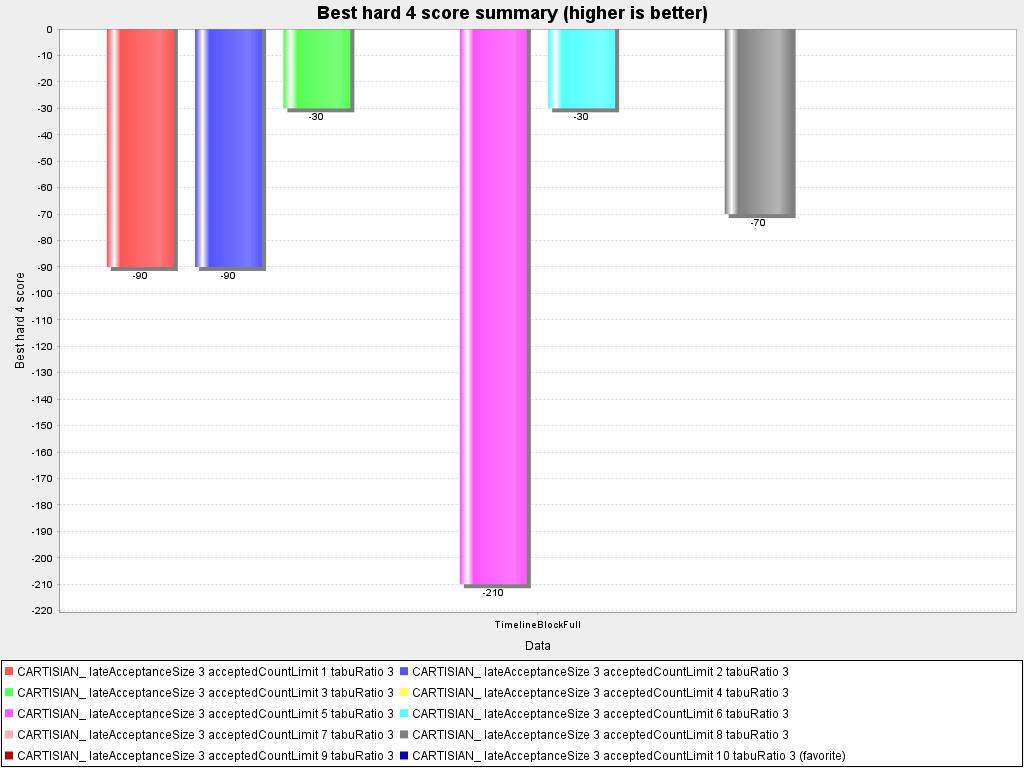 Best hard 4 score summary (higher is better)
0
-10
-20
-30
-40
-50
-60
-70
-80
-90
-100
-110
-120
-130
-140
-150
-160
-170
-180
-190
-200
-210
-220
Best hard 4 score
-90
-90
-30
-210
-30
-70
TimelineBlockFull
Data
CARTISIAN_ lateAcceptanceSize 3 acceptedCountLimit 1 tabuRatio 3
CARTISIAN_ lateAcceptanceSize 3 acceptedCountLimit 2 tabuRatio 3
CARTISIAN_ lateAcceptanceSize 3 acceptedCountLimit 3 tabuRatio 3
CARTISIAN_ lateAcceptanceSize 3 acceptedCountLimit 4 tabuRatio 3
CARTISIAN_ lateAcceptanceSize 3 acceptedCountLimit 5 tabuRatio 3
CARTISIAN_ lateAcceptanceSize 3 acceptedCountLimit 6 tabuRatio 3
CARTISIAN_ lateAcceptanceSize 3 acceptedCountLimit 7 tabuRatio 3
CARTISIAN_ lateAcceptanceSize 3 acceptedCountLimit 8 tabuRatio 3
CARTISIAN_ lateAcceptanceSize 3 acceptedCountLimit 9 tabuRatio 3
CARTISIAN_ lateAcceptanceSize 3 acceptedCountLimit 10 tabuRatio 3 (favorite)